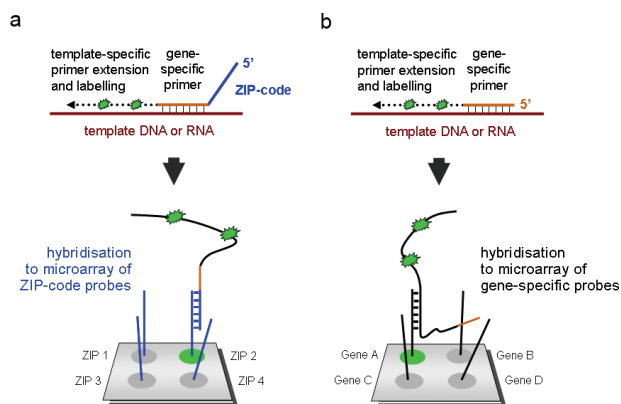 a
template-specific
primer extension
and labelling
gene-
specific
primer
5’
ZIP-code
template DNA or RNA
hybridisation
to microarray of
ZIP-code probes
ZIP 1
ZIP 2
ZIP 3
ZIP 4
b
template-specific
primer extension
and labelling
gene-
specific
primer
5’
template DNA or RNA
hybridisation
to microarray of
gene-specific probes
Gene A
Gene B
Gene C
Gene D